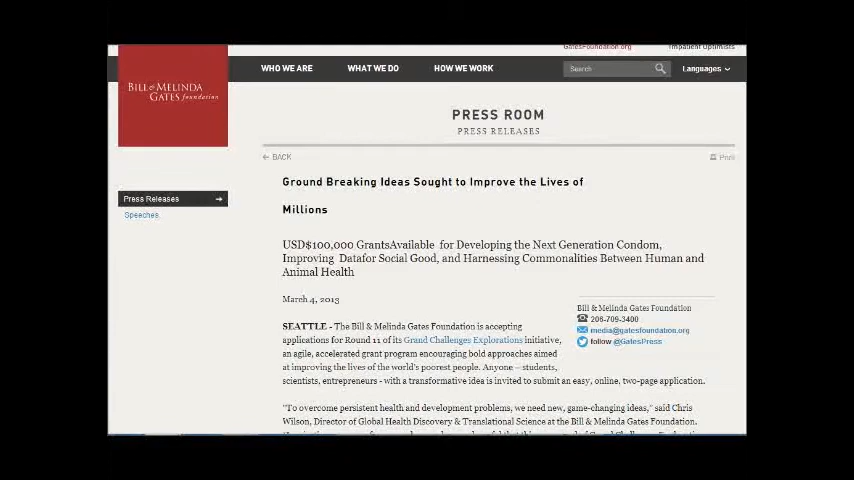 GatesFoundation.org Impatient Optimists
BILL & MELINDA
GATES foundation
WHO WE ARE WHAT WE DO HOW WE WORK Search Languages
PRESS ROOM
PRESS RELEASES
BACK Print
Press Releases
Speeches
Ground Breaking Ideas Sought to Improve the Lives of
Millions
USD$100,000 GrantsAvailable for Developing the Next Generation Condom,
Improving Datafor Social Good, and Harnessing Commonalities Between Human and
Animal Health
March 4, 2013
Bill & Melinda Gates Foundation
206-709-3400
media@gatesfoundation.org
follow @GatesPress
SEATTLE - The Bill & Melinda Gates Foundation is accepting
applications for Round 11 of its Grand Challenges Explorations initiative,
an agile, accelerated grant program encouraging bold approaches aimed
at improving the lives of the world's poorest people. Anyone – students,
scientists, entrepreneurs - with a transformative idea is invited to submit an easy, online, two-page application.
"To overcome persistent health and development problems, we need new, game-changing ideas," said Chris
Wilson, Director of Global Health Discovery & Translational Science at the Bill & Melinda Gates Foundation.